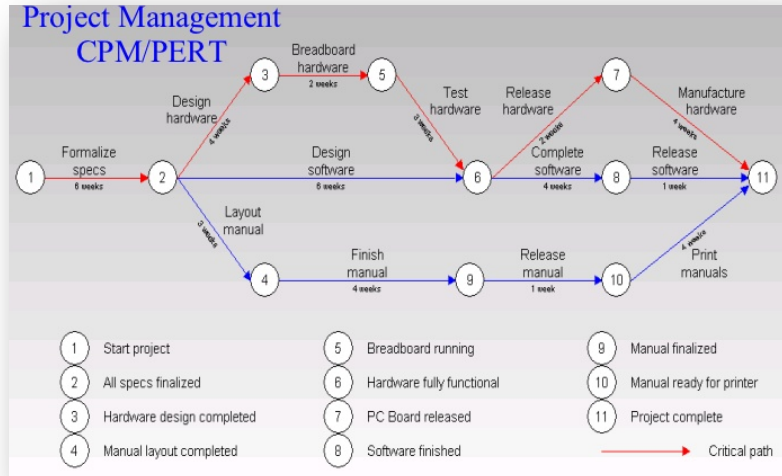 Project Management
CPM/PERT
Breadboard
hardware
2 weeks
3
5
7
Design
hardware
4 weeks
Test
hardware
3 weeks
Release
hardware
2 weeks
Manufacture
hardware
4 weeks
Formalize
specs
6 weeks
Design
software
6 weeks
Complete
software
4 weeks
Release
software
1 week
1
2
6
8
11
Layout
manual
3 weeks
Finish
manual
4 weeks
Release
manual
1 week
Print
manuals
4 weeks
4
9
10
1 Start project
2 All specs finalized
3 Hardware design completed
4 Manual layout completed
5 Breadboard running
6 Hardware fully functional
7 PC Board released
8 Software finished
9 Manual finalized
10 Manual ready for printer
11 Project complete
Critical path